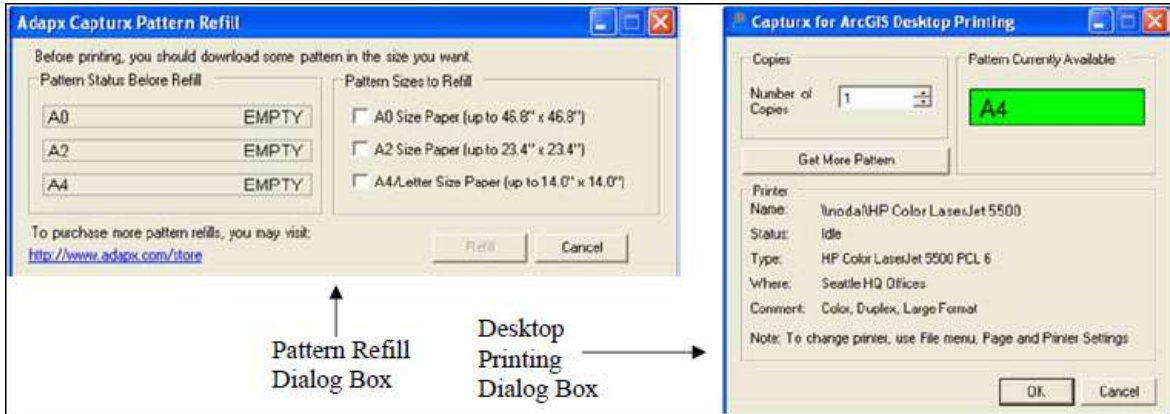 Adapx Capturx Pattern Refill
Before printing, you should download some pattern in the size you want.
Pattern Status Before Refill
A0 EMPTY
A2 EMPTY
A4 EMPTY
Pattern Sizes to Refill
A0 Size Paper (up to 46.8" x 46.8")
A2 Size Paper (up to 23.4" x 23.4")
A4/Letter Size Paper (up to 14.0" x 14.0")
To purchase more pattern refills, you may visit:
http://www.adapx.com/store
Refill
Cancel
Pattern Refill
Dialog Box
Desktop
Printing
Dialog Box
Capturx for ArcGIS Desktop Printing
Copies
Number of
Copies
1
Pattern Currently Available
A4
Get More Pattern
Printer
Name: \\noda\HP Color LaserJet 5500
Status: Idle
Type: HP Color LaserJet 5500 PCL 6
Where: Seattle HQ Offices
Comment: Color, Duplex, Large Format
Note: To change printer, use File menu, Page and Printer Settings
OK
Cancel